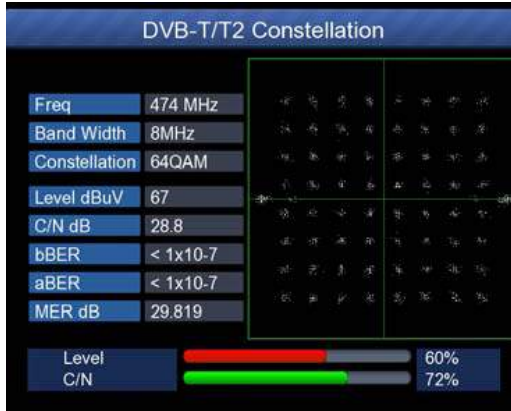 DVB-T/T2 Constellation
Freq 474 MHz
Band Width 8MHz
Constellation 64QAM
Level dBuV 67
C/N dB 28.8
bBER < 1x10-7
aBER < 1x10-7
MER dB 29.819
Level 60%
C/N 72%